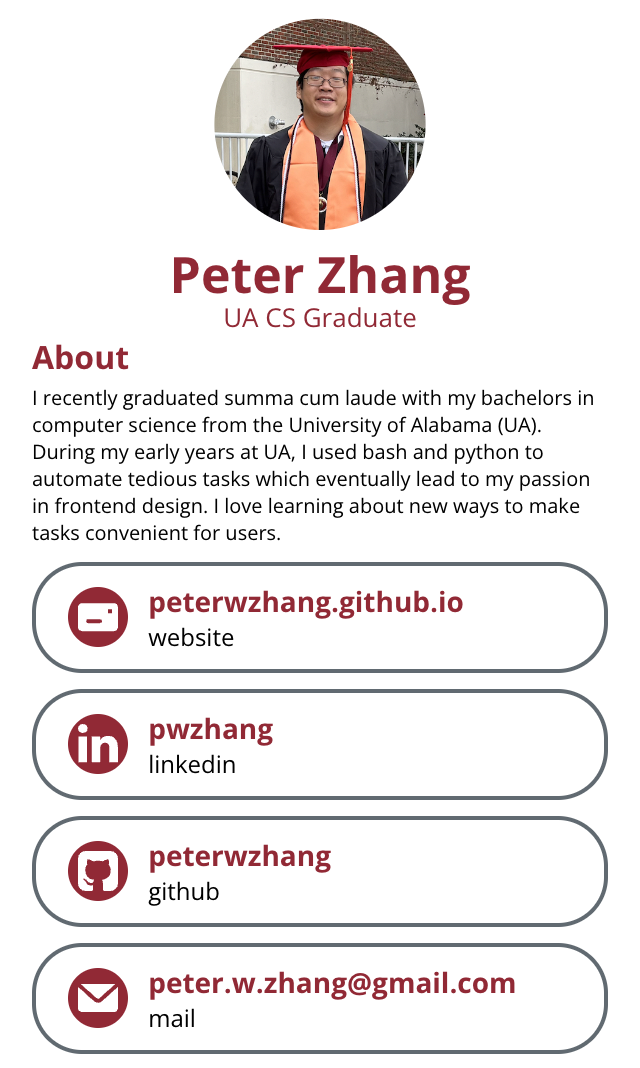 Peter Zhang
UA CS Graduate
About
I recently graduated summa cum laude with my bachelors in
computer science from the University of Alabama (UA).
During my early years at UA, I used bash and python to
automate tedious tasks which eventually lead to my passion
in frontend design. I love learning about new ways to make
tasks convenient for users.
peterwzhang.github.io
website
pwzhang
linkedin
peterwzhang
github
peter.w.zhang@gmail.com
mail